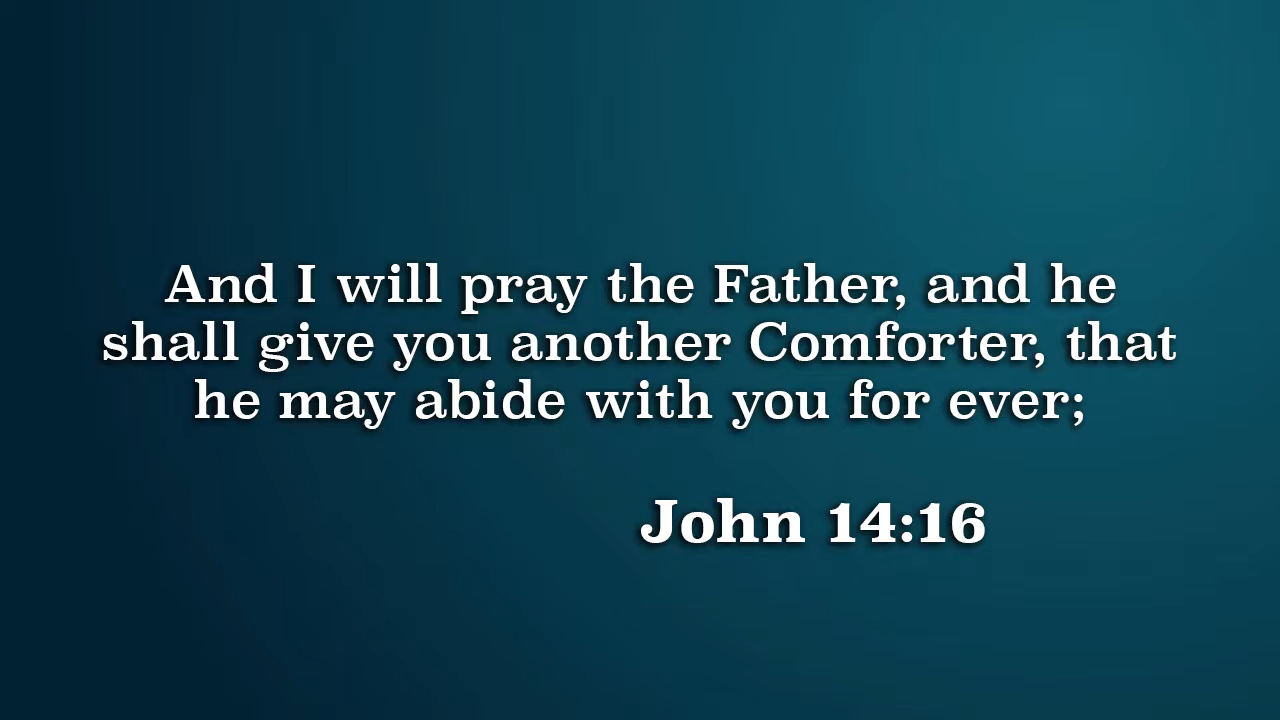 And I will pray the Father, and he
shall give you another Comforter, that
he may abide with you for ever;
John 14:16